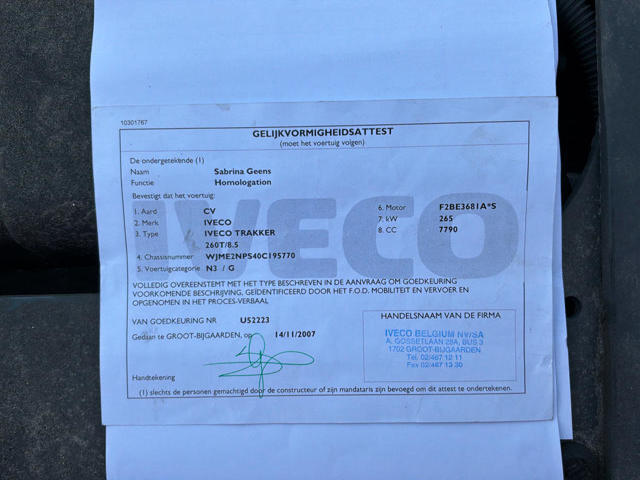 10301767
GELIJKVORMIGHEIDSATTEST
(moet het voertuig volgen)
De ondergetekende (1)
Naam Sabrina Geens
Functie Homologation
Bevestigt dat het voertuig:
IVECO
1. Aard CV
2. Merk IVECO
3. Type IVECO TRAKKER
260T/8.5
4. Chassisnummer WJME2NPS40C195770
5. Voertuigcategorie N3 / G
6. Motor F2BE3681A*S
7. kW 265
8. CC 7790
VOLLEDIG OVEREENSTEMT MET HET TYPE BESCHREVEN IN DE AANVRAAG OM GOEDKEURING
VOORKOMENDE BESCHRIJVING, GEÏDENTIFICEERD DOOR HET F.O.D. MOBILITEIT EN VERVOER EN
OPGENOMEN IN HET PROCES-VERBAAL
VAN GOEDKEURING NR U52223
Gedaan te GROOT-BIJGAARDEN, op 14/11/2007
Handtekening
HANDELSNAAM VAN DE FIRMA
IVECO BELGIUM NV/SA
A. GOSSETLAAN 28A, BUS 3
1702 GROOT-BIJGAARDEN
Tel. 02/467 12 11
Fax 02/467 13 30
(1) slechts de personen gemachtigd door de constructeur of zijn mandataris zijn bevoegd om dit attest te ondertekenen.